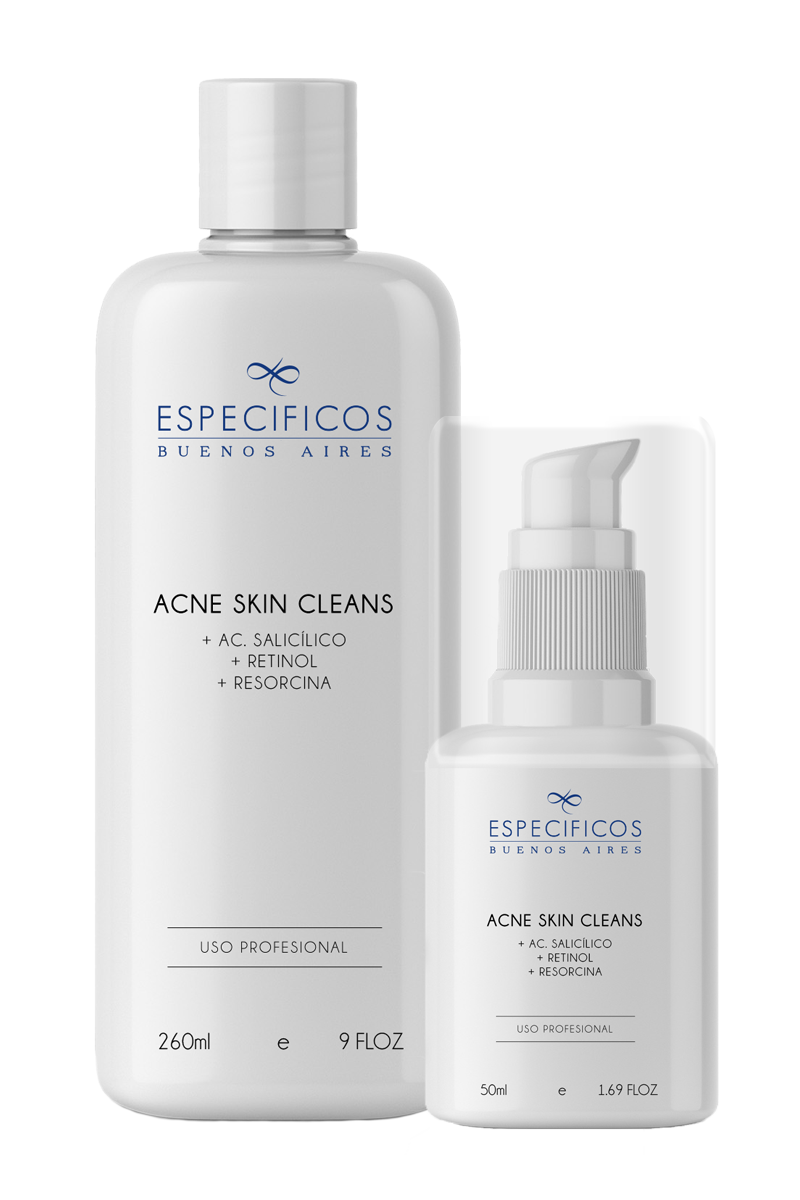 ESPECIFICOS
BUENOS AIRES
ACNE SKIN CLEANS
+ AC. SALICÍLICO
+ RETINOL
+ RESORCINA
USO PROFESIONAL
260ml e 9 FLOZ
ESPECIFICOS
BUENOS AIRES
ACNE SKIN CLEANS
+ AC. SALICÍLICO
+ RETINOL
+ RESORCINA
USO PROFESIONAL
50ml e 1.69 FLOZ